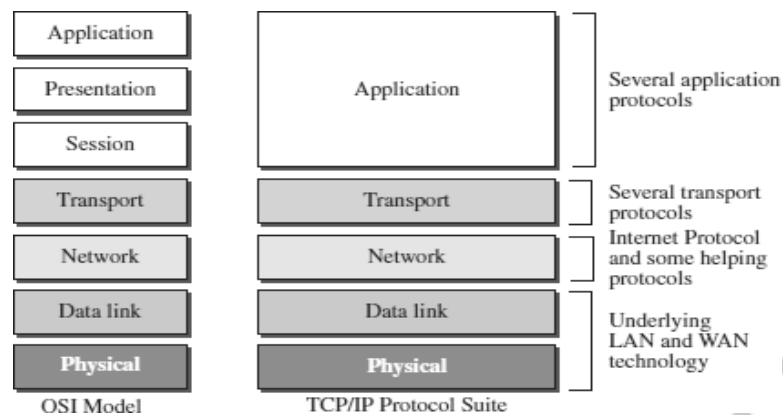 Application
Presentation
Session
Transport
Network
Data link
Physical
OSI Model
Application
Transport
Network
Data link
Physical
TCP/IP Protocol Suite
Several application
protocols
Several transport
protocols
Internet Protocol
and some helping
protocols
Underlying
LAN and WAN
technology